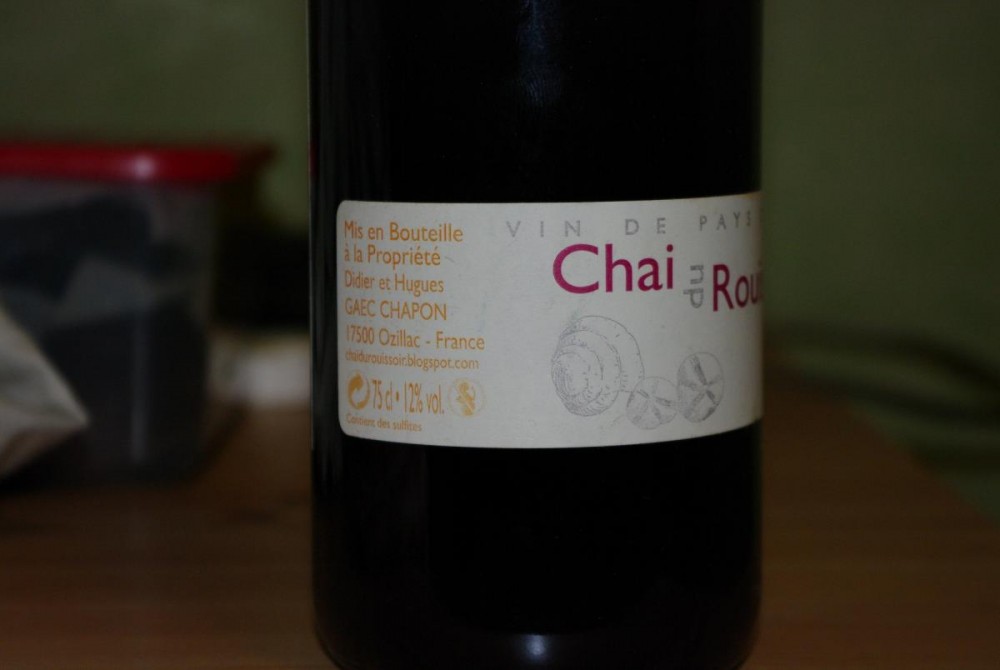 Mis en Bouteille
à la Propriété
Didier et Hugues
GAEC CHAPON
17500 Ozillac - France
chaidurouissoir.blogspot.com
75 cl • 12% vol.
Contient des sulfites
VIN DE PAYS
Chai du Roui